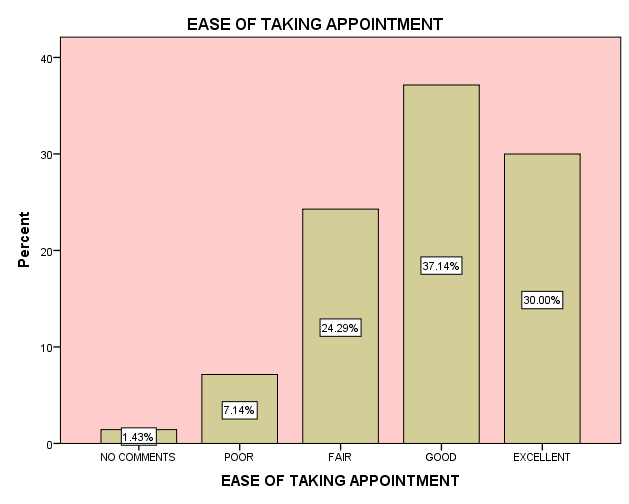 EASE OF TAKING APPOINTMENT
Percent
40
30
20
10
0
1.43%
7.14%
24.29%
37.14%
30.00%
NO COMMENTS
POOR
FAIR
GOOD
EXCELLENT
EASE OF TAKING APPOINTMENT